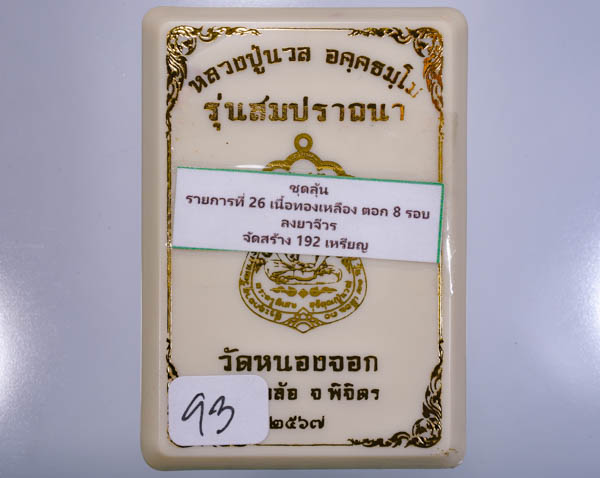 หลวงปู่นวล อคฺคธมฺโม
รุ่นสมปราถนา
ชุดลุ้น
รายการที่ 26 เนื้อทองเหลือง ตอก 8 รอบ
ลงยาจีวร
จัดสร้าง 192 เหรียญ
วัดหนองจอก
จ พิจิตร
๒๕๖๗
93